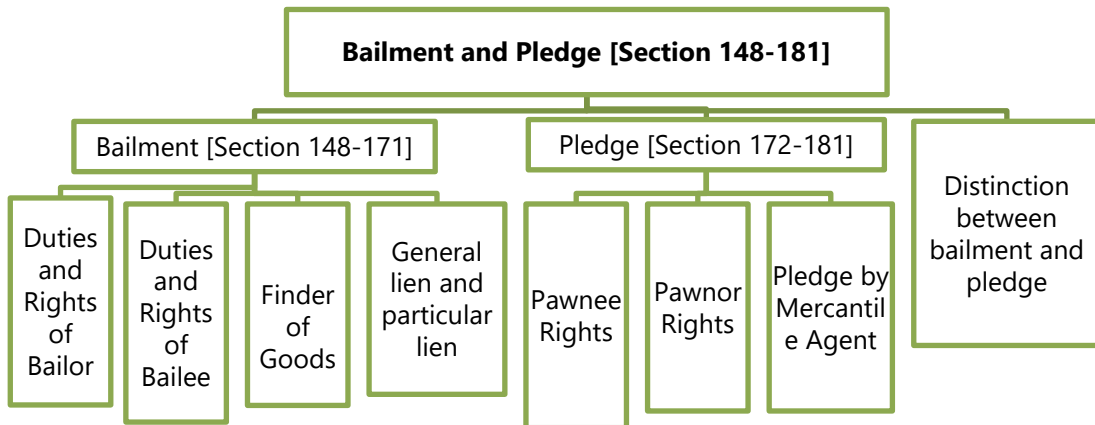 Bailment and Pledge [Section 148-181]
Bailment [Section 148-171]
Pledge [Section 172-181]
Distinction
between
bailment and
pledge
Duties
and
Rights
of
Bailor
Duties
and
Rights
of
Bailee
Finder
of
Goods
General
lien and
particular
lien
Pawnee
Rights
Pawnor
Rights
Pledge by
Mercantil
e Agent